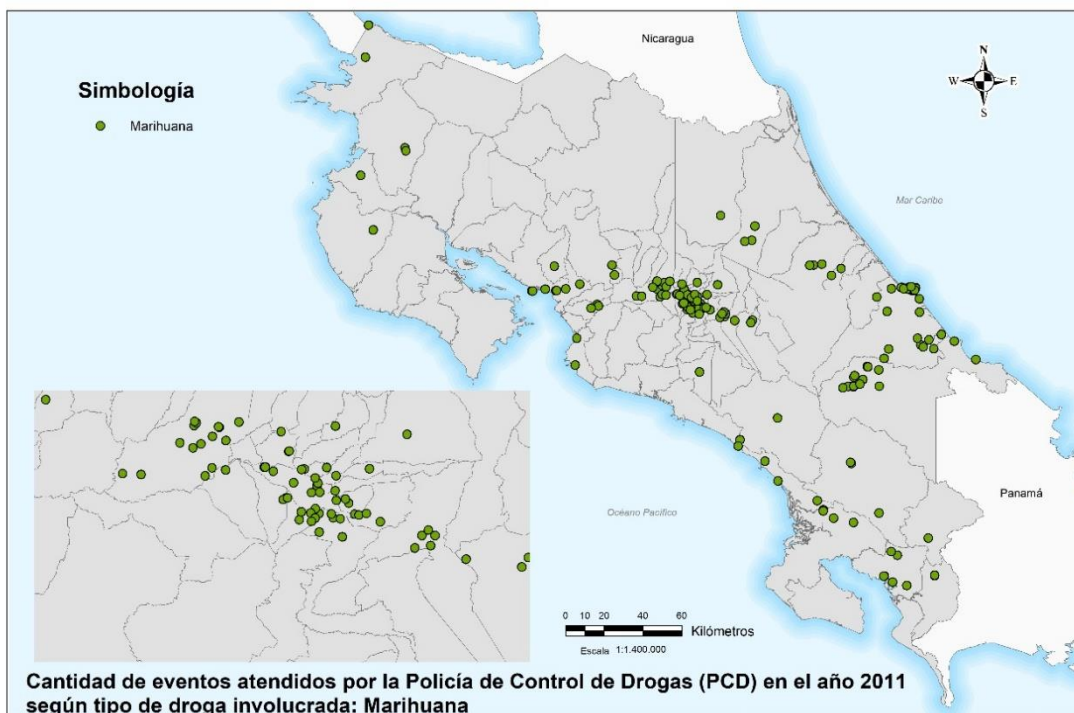 Nicaragua
N
W E
S
Simbología
Marihuana
Mar Caribe
Panamá
Océano Pacífico
0 10 20 40 60
Kilómetros
Escala 1:1.400.000
Cantidad de eventos atendidos por la Policía de Control de Drogas (PCD) en el año 2011
según tipo de droga involucrada: Marihuana